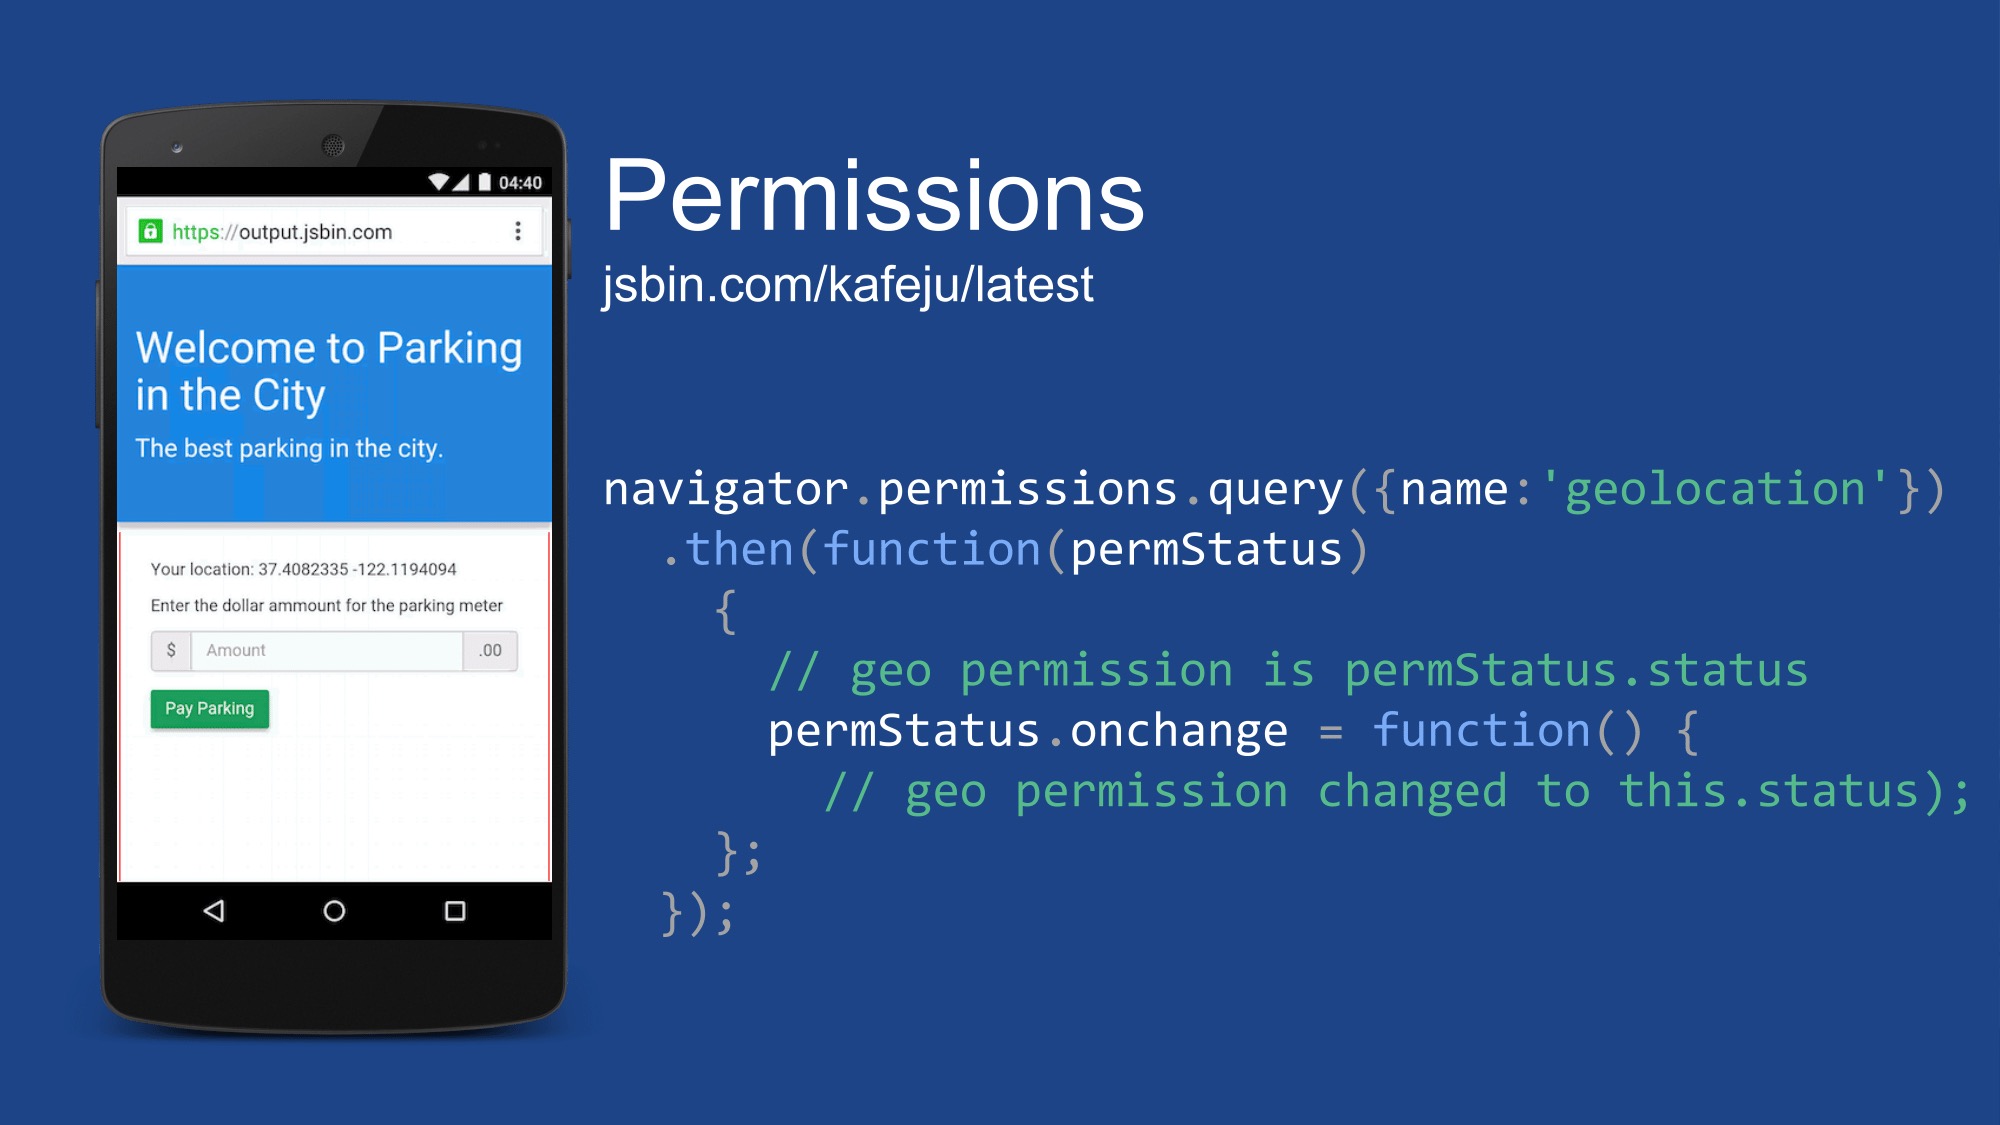 04:40
https://output.jsbin.com
Welcome to Parking
in the City
The best parking in the city.
Your location: 37.4082335 -122.1194094
Enter the dollar ammount for the parking meter
$ Amount .00
Pay Parking
Permissions
jsbin.com/kafeju/latest
navigator.permissions.query({name:'geolocation'})
.then(function(permStatus)
{
// geo permission is permStatus.status
permStatus.onchange = function() {
// geo permission changed to this.status);
};
});